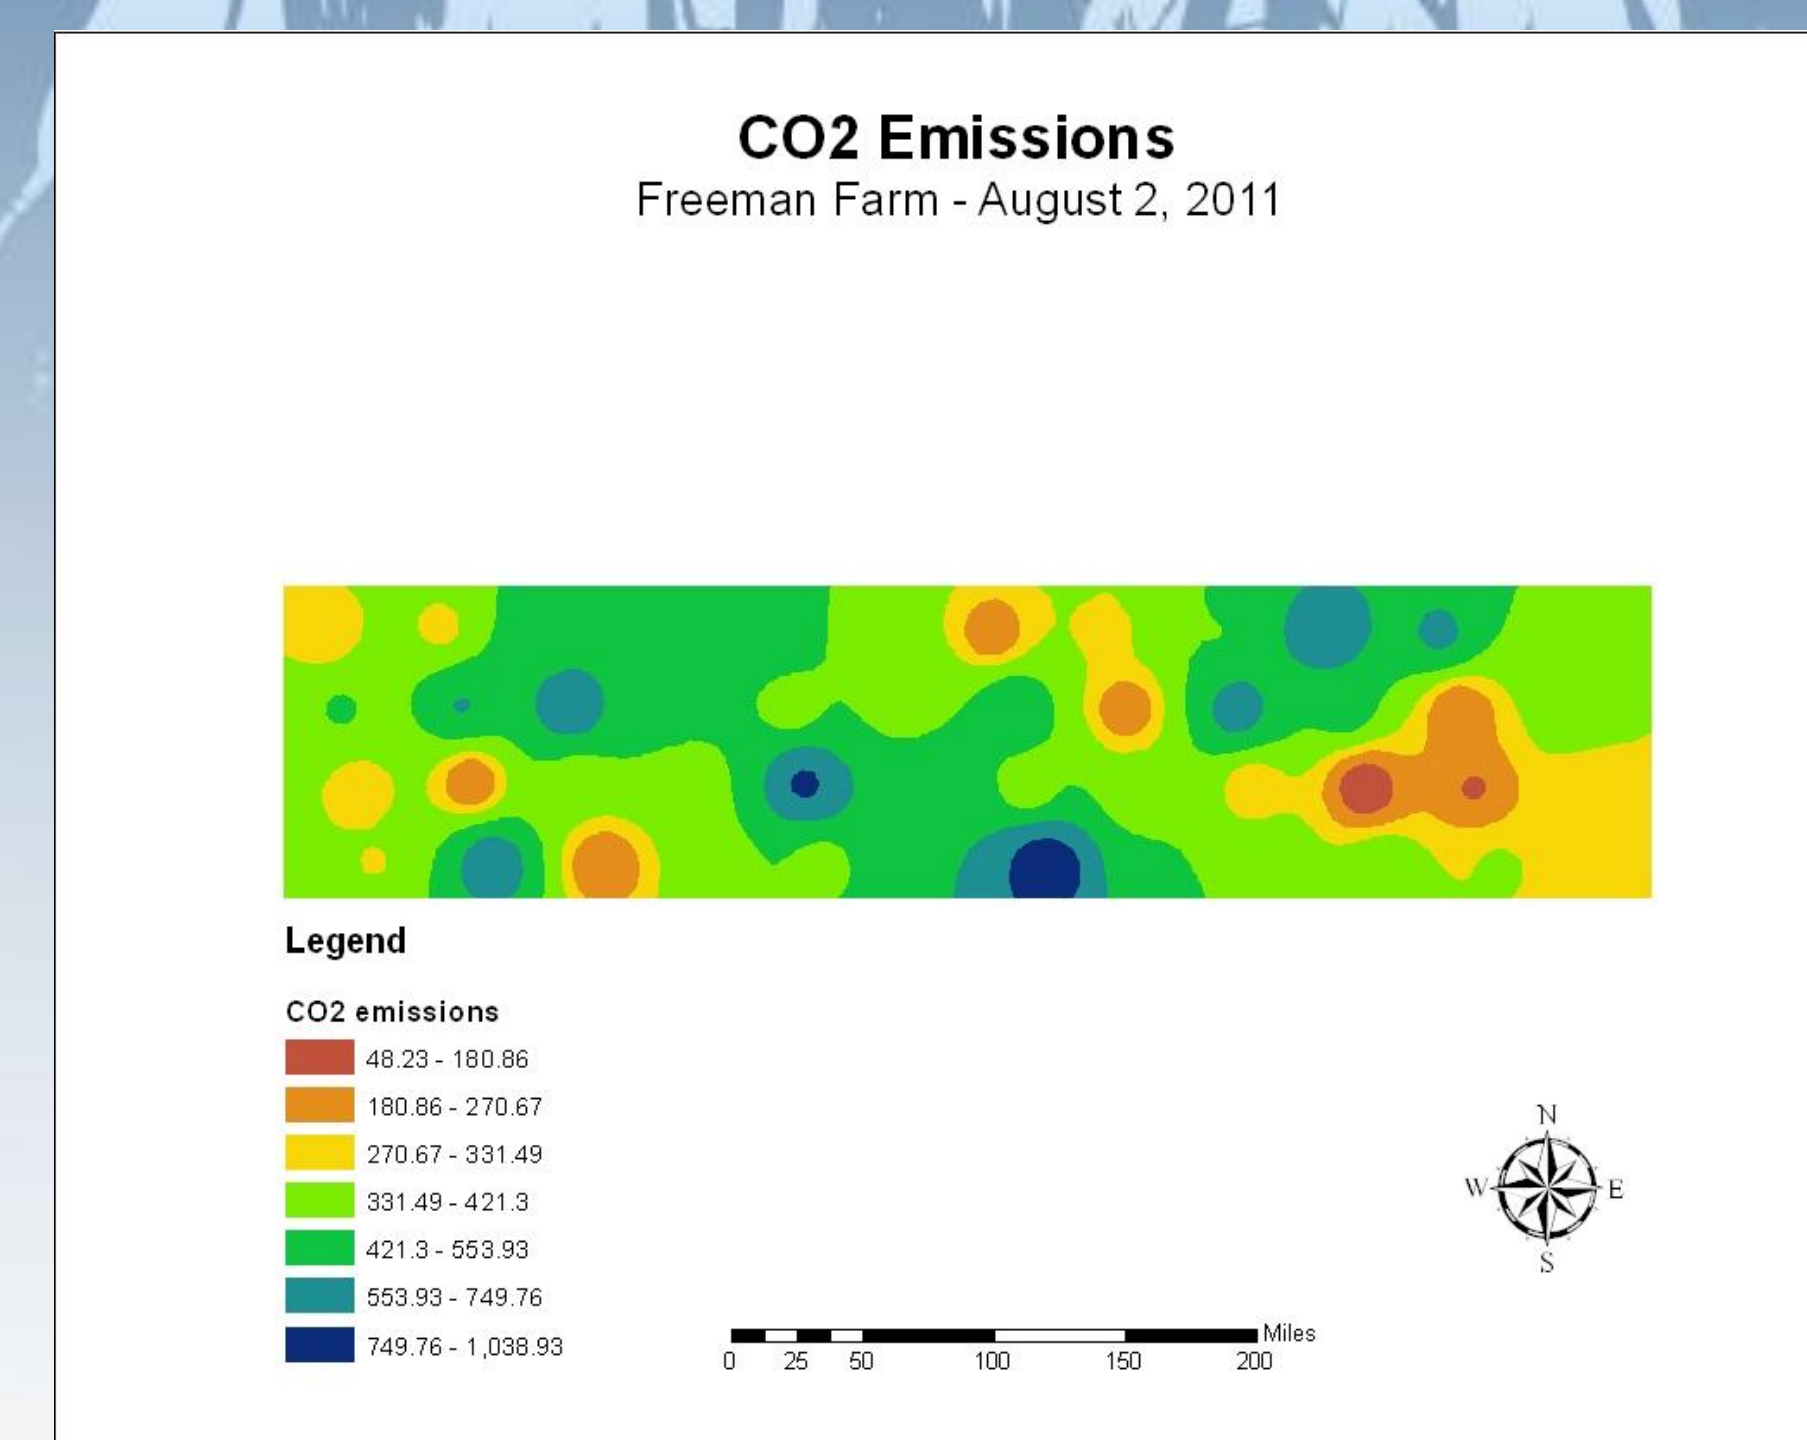 CO2 Emissions
Freeman Farm - August 2, 2011
Legend
CO2 emissions
48.23 - 180.86
180.86 - 270.67
270.67 - 331.49
331.49 - 421.3
421.3 - 553.93
553.93 - 749.76
749.76 - 1,038.93
N
W E
S
Miles
0 25 50 100 150 200